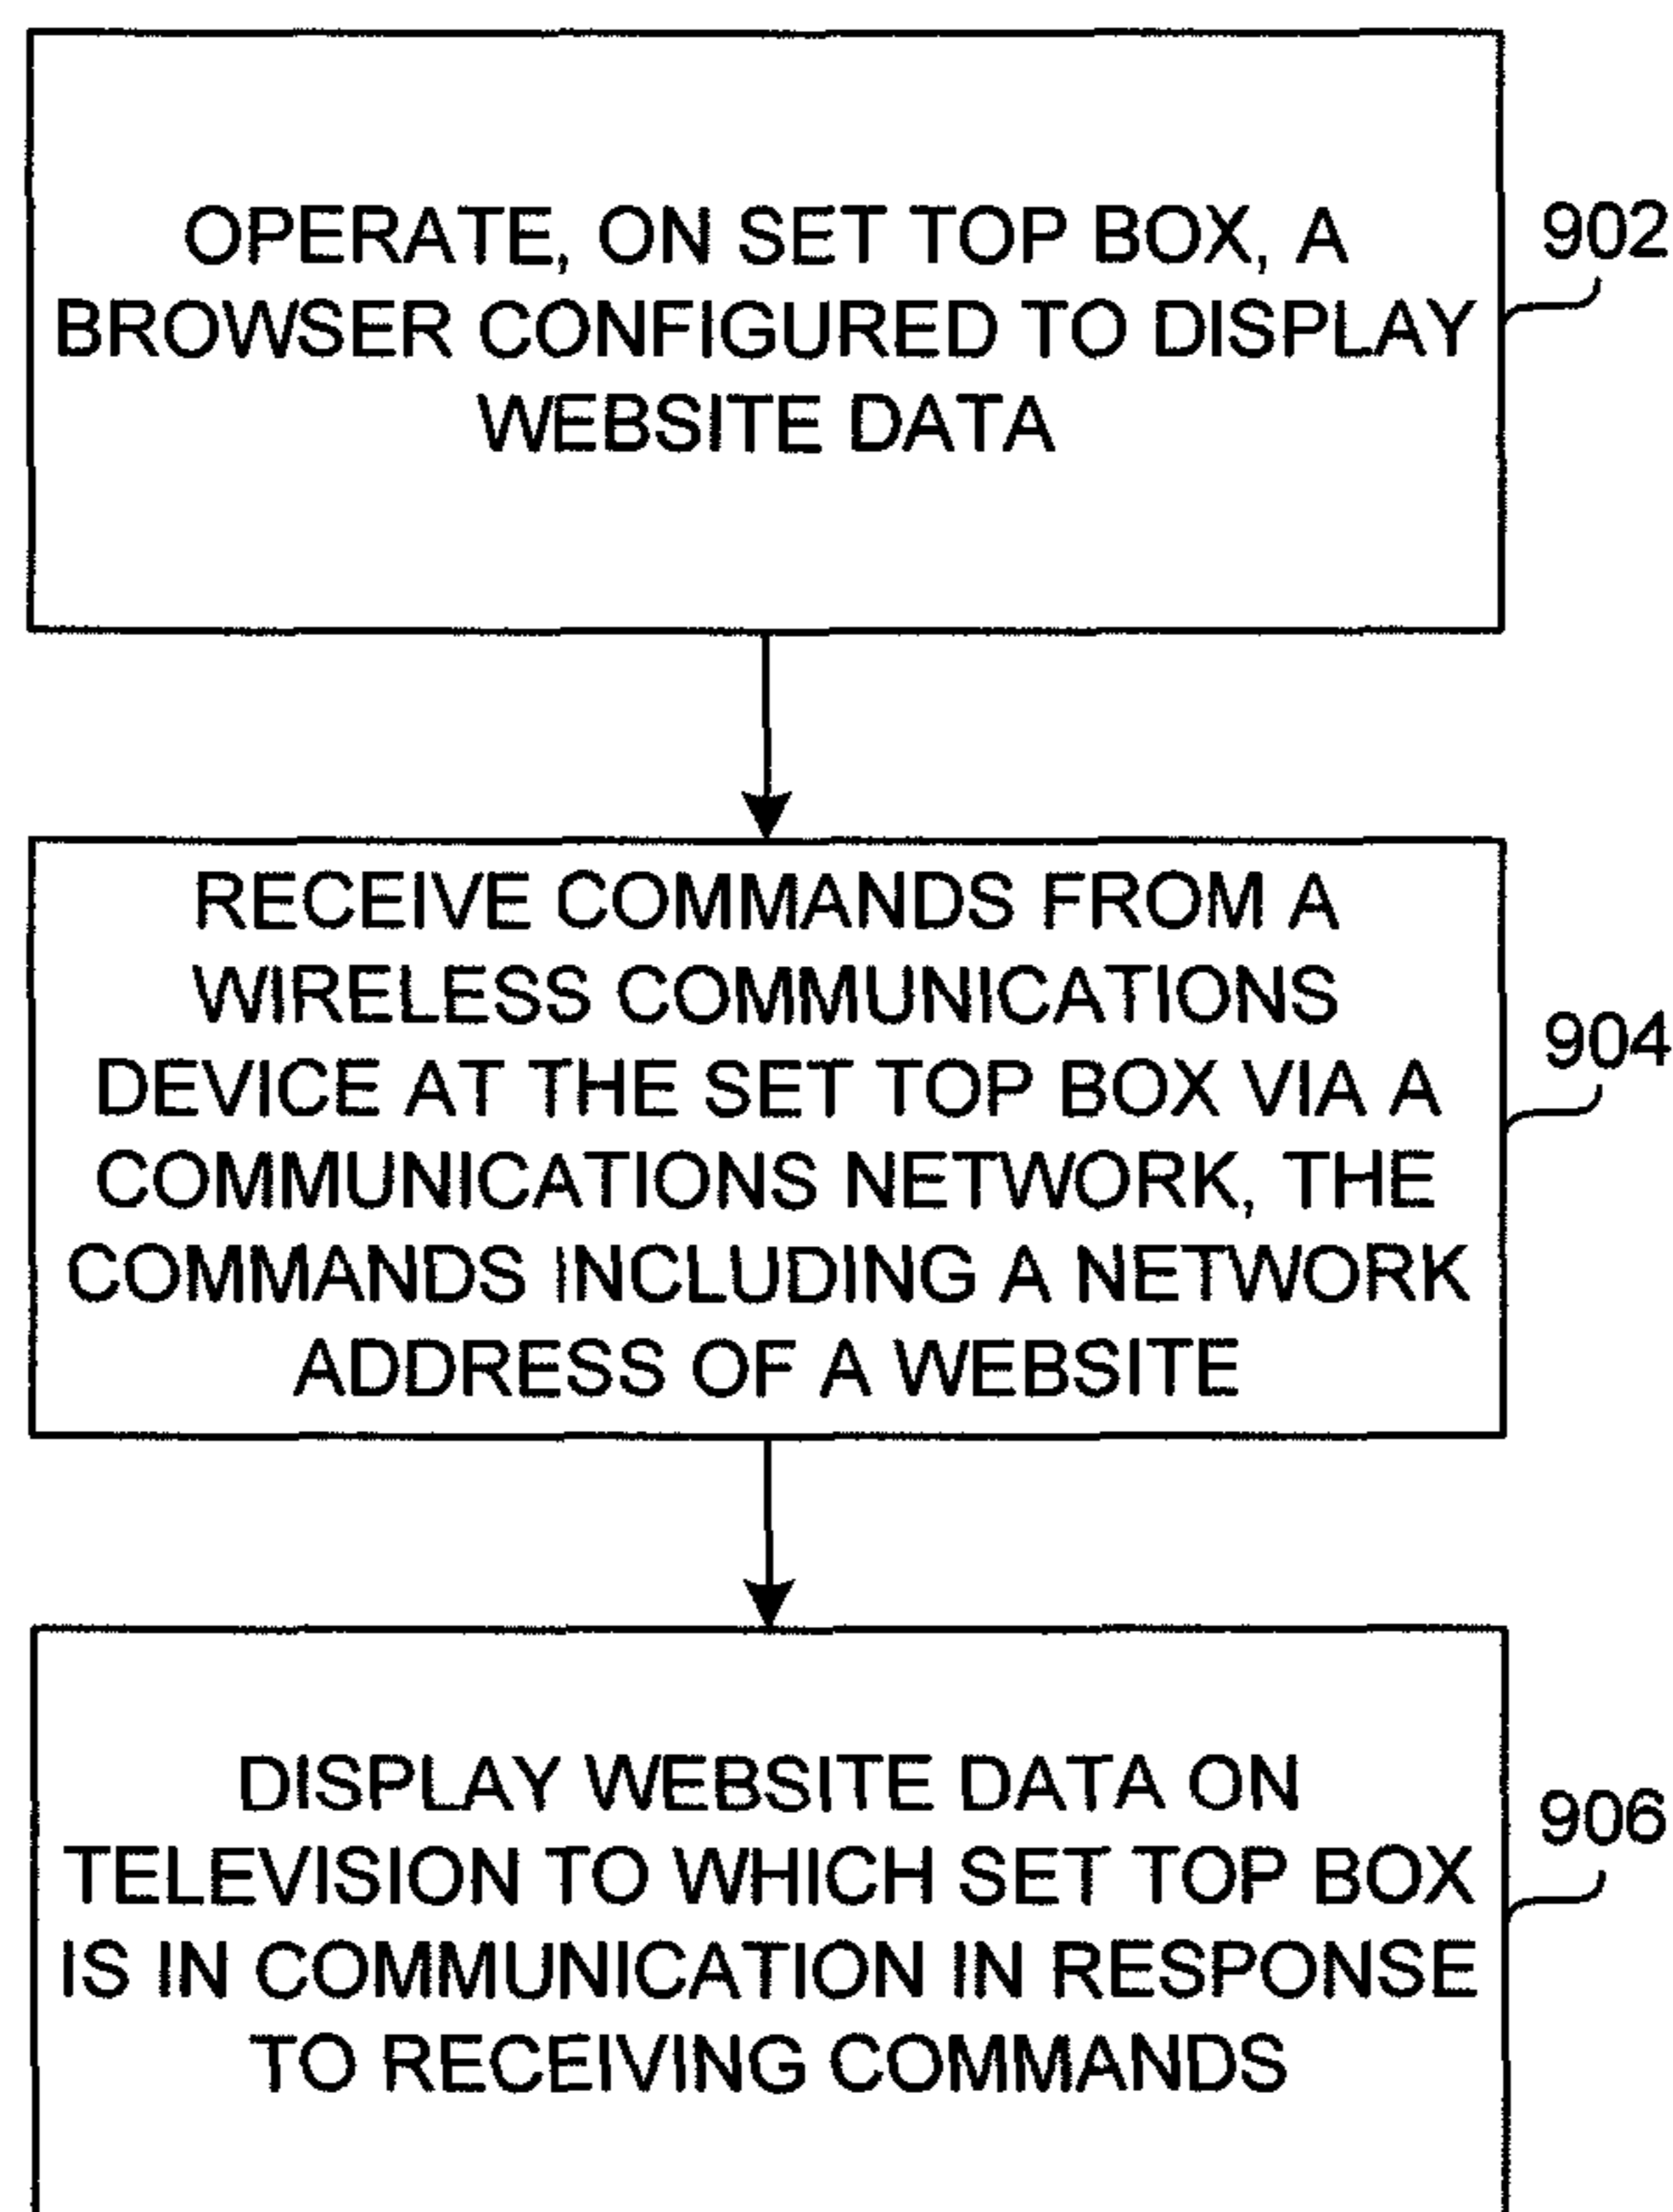 OPERATE, ON SET TOP BOX, A
BROWSER CONFIGURED TO DISPLAY
WEBSITE DATA
902
RECEIVE COMMANDS FROM A
WIRELESS COMMUNICATIONS
DEVICE AT THE SET TOP BOX VIA A
COMMUNICATIONS NETWORK, THE
COMMANDS INCLUDING A NETWORK
ADDRESS OF A WEBSITE
904
DISPLAY WEBSITE DATA ON
TELEVISION TO WHICH SET TOP BOX
IS IN COMMUNICATION IN RESPONSE
TO RECEIVING COMMANDS
906